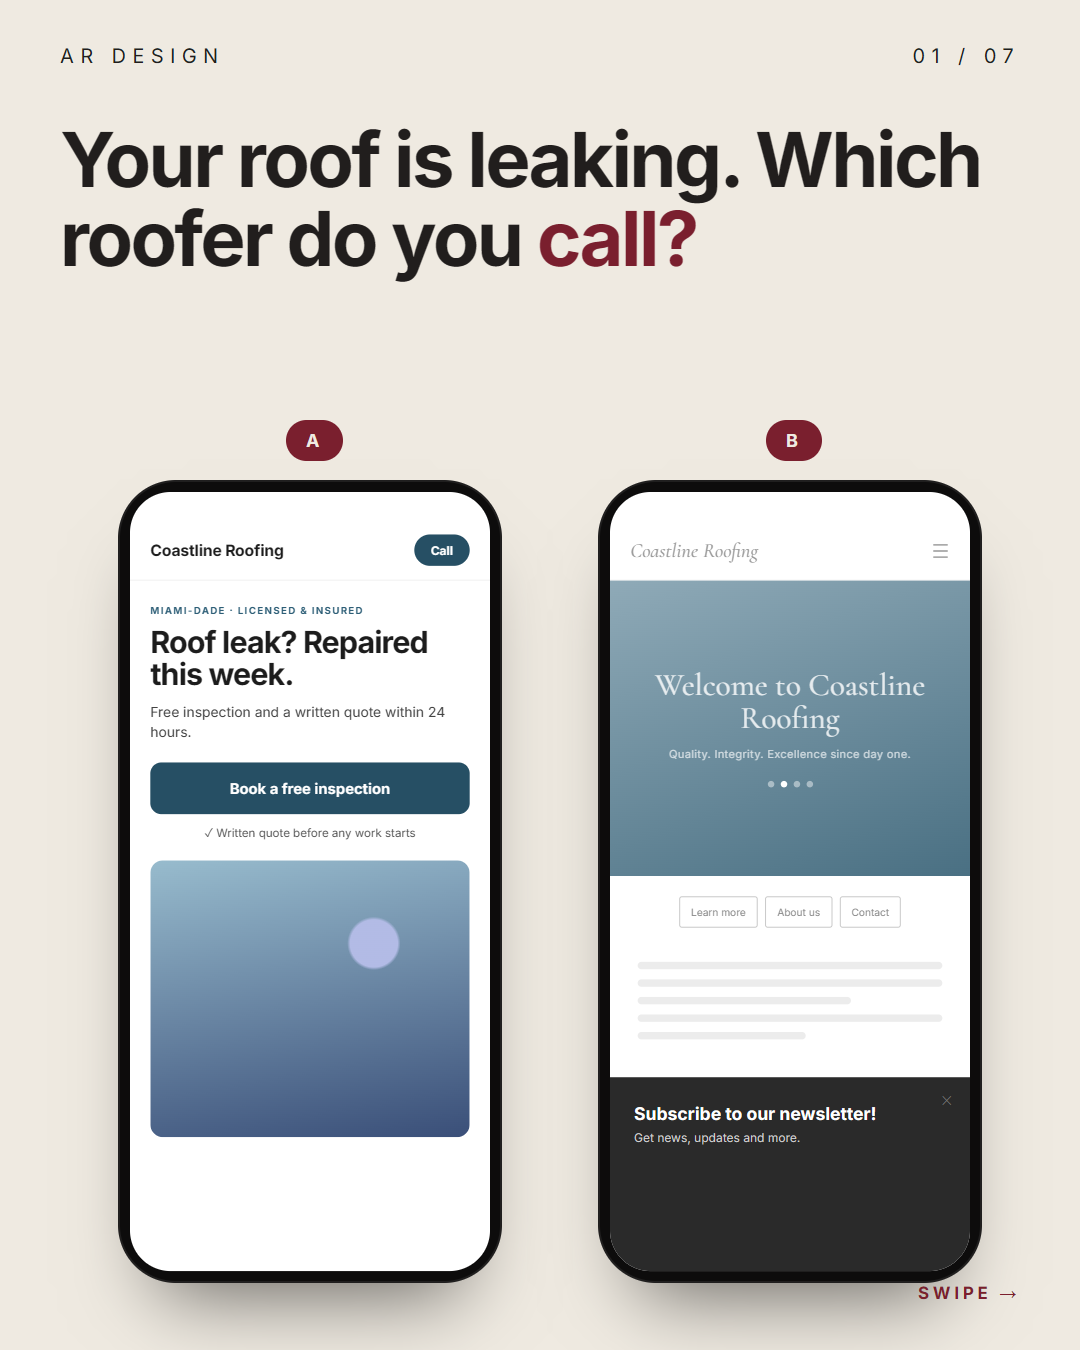 AR DESIGN
01 / 07
Your roof is leaking. Which
roofer do you call?
A
Coastline Roofing
Call
MIAMI-DADE · LICENSED & INSURED
Roof leak? Repaired
this week.
Free inspection and a written quote within 24
hours.
Book a free inspection
✓ Written quote before any work starts
B
Coastline Roofing
Welcome to Coastline
Roofing
Quality. Integrity. Excellence since day one.
Learn more
About us
Contact
Subscribe to our newsletter!
Get news, updates and more.
SWIPE →